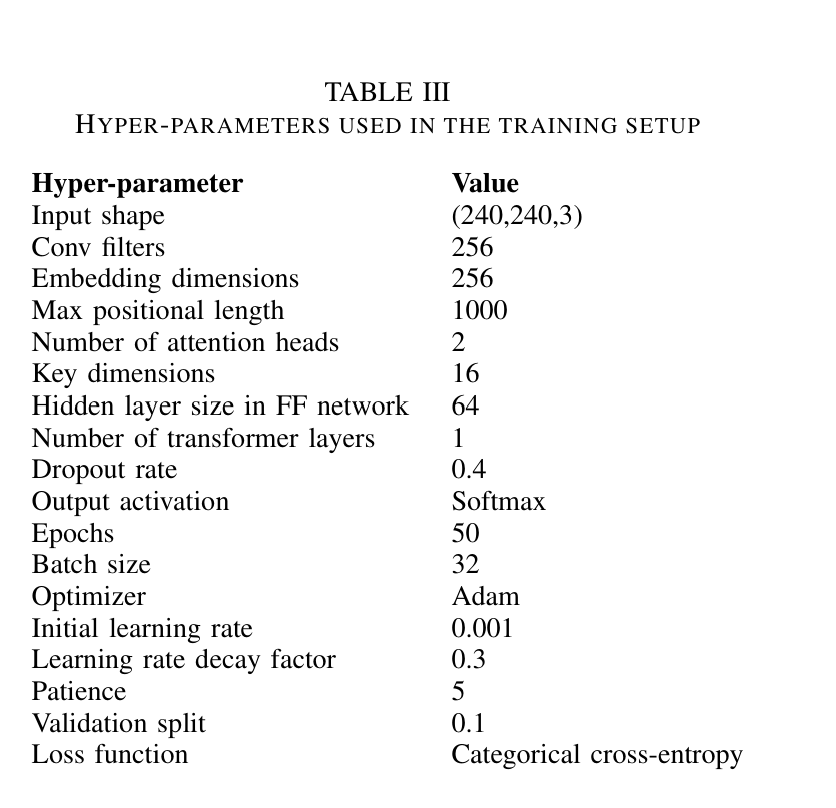 TABLE III
HYPER-PARAMETERS USED IN THE TRAINING SETUP
Hyper-parameter Value
Input shape (240,240,3)
Conv filters 256
Embedding dimensions 256
Max positional length 1000
Number of attention heads 2
Key dimensions 16
Hidden layer size in FF network 64
Number of transformer layers 1
Dropout rate 0.4
Output activation Softmax
Epochs 50
Batch size 32
Optimizer Adam
Initial learning rate 0.001
Learning rate decay factor 0.3
Patience 5
Validation split 0.1
Loss function Categorical cross-entropy